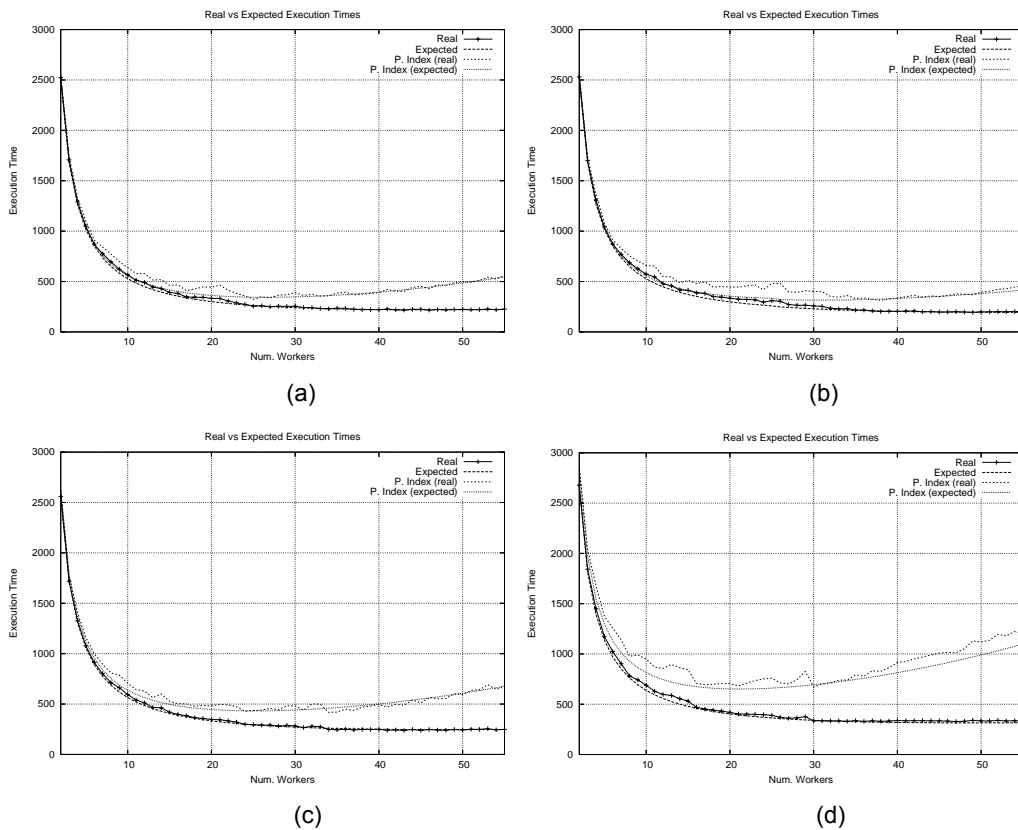 Real vs Expected Execution Times
3000
2500
2000
1500
1000
500
0
Execution Time
Real
Expected
P. Index (real)
P. Index (expected)
10
20
30
40
50
Num. Workers
(a)
Real vs Expected Execution Times
3000
2500
2000
1500
1000
500
0
Execution Time
Real
Expected
P. Index (real)
P. Index (expected)
10
20
30
40
50
Num. Workers
(b)
Real vs Expected Execution Times
3000
2500
2000
1500
1000
500
0
Execution Time
Real
Expected
P. Index (real)
P. Index (expected)
10
20
30
40
50
Num. Workers
(c)
Real vs Expected Execution Times
3000
2500
2000
1500
1000
500
0
Execution Time
Real
Expected
P. Index (real)
P. Index (expected)
10
20
30
40
50
Num. Workers
(d)